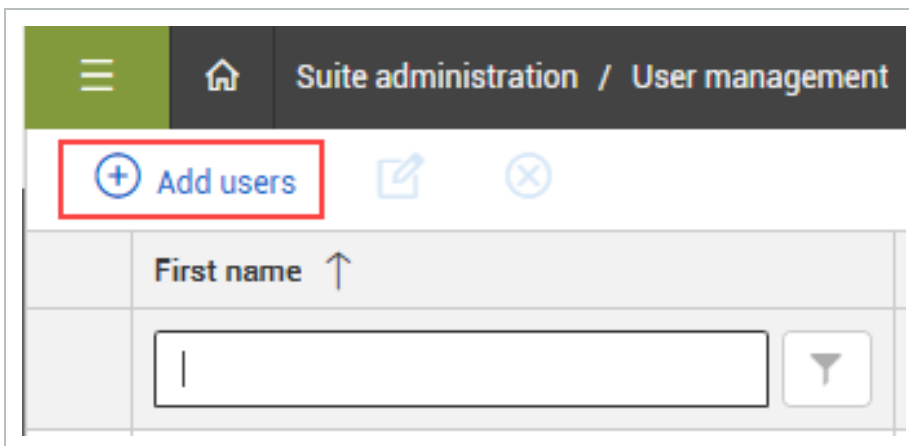 Suite administration / User management
Add users
First name